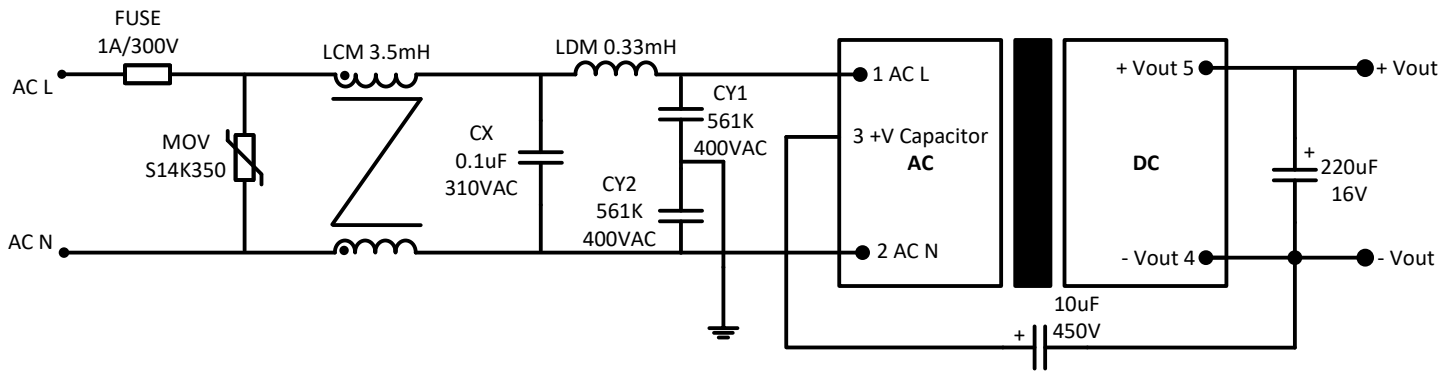 FUSE
1A/300V
AC L
LCM 3.5mH
LDM 0.33mH
MOV
S14K350
CX
0.1uF
310VAC
CY1
561K
400VAC
CY2
561K
400VAC
AC N
1 AC L
3 +V Capacitor
AC
2 AC N
+ Vout 5
DC
- Vout 4
+ Vout
+
220uF
16V
- Vout
10uF
450V
+